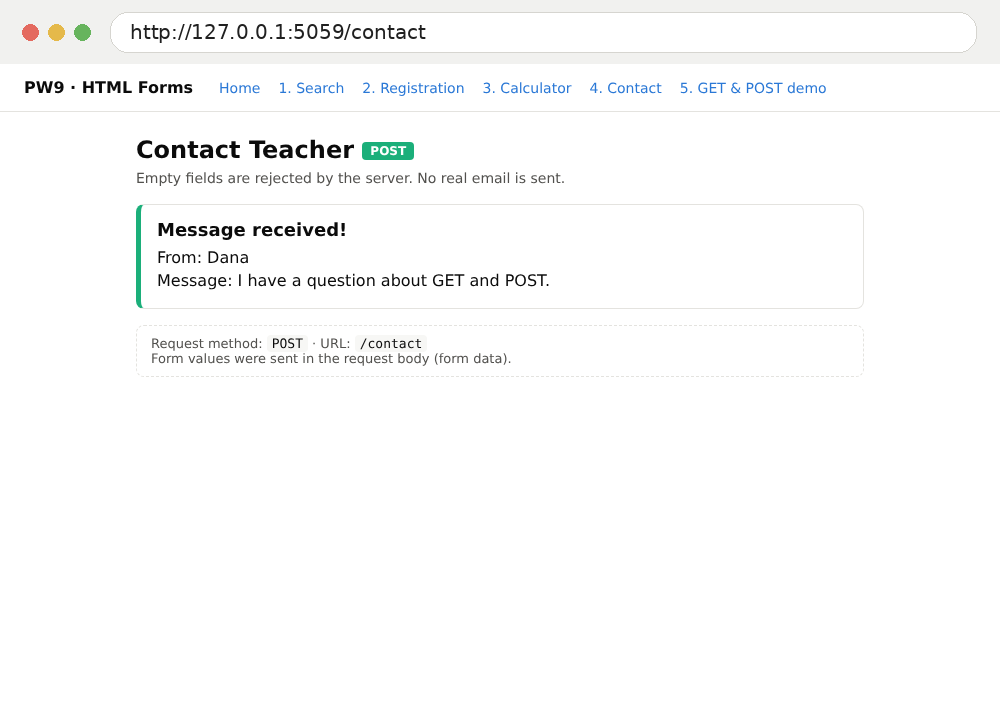 http://127.0.0.1:5059/contact
PW9 · HTML Forms Home 1. Search 2. Registration 3. Calculator 4. Contact 5. GET & POST demo
Contact Teacher POST
Empty fields are rejected by the server. No real email is sent.
Message received!
From: Dana
Message: I have a question about GET and POST.
Request method: POST · URL: /contact
Form values were sent in the request body (form data).